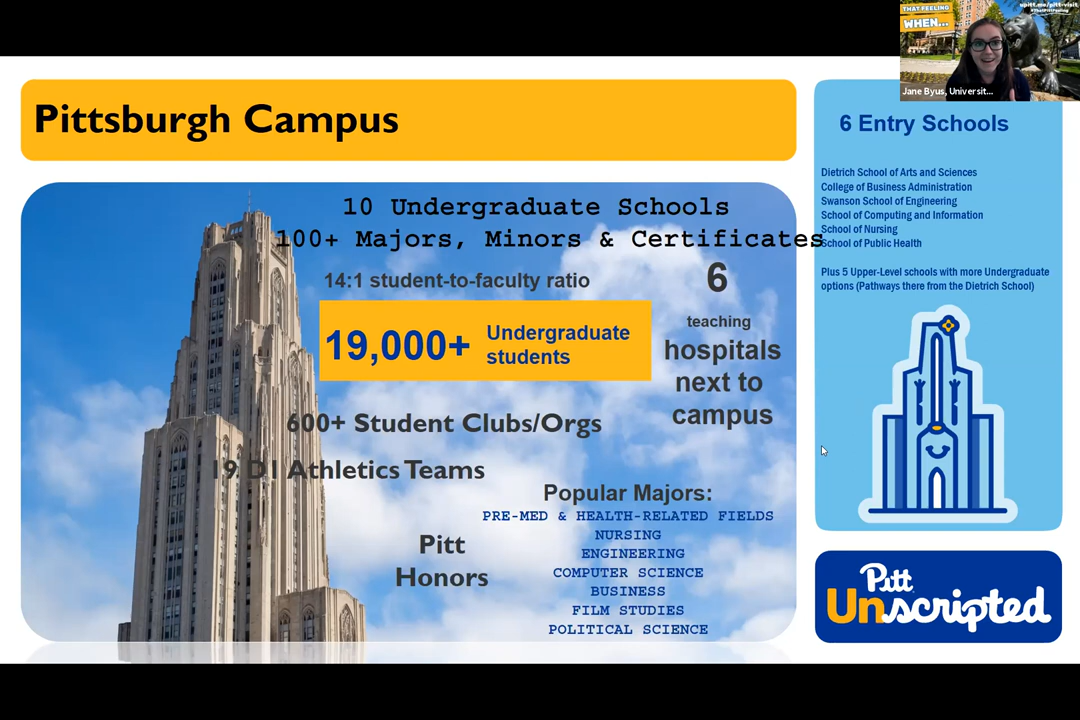 THAT FEELING
WHEN...
upitt.me/pitt-visit
Jane Byus, Universit...
Pittsburgh Campus
10 Undergraduate Schools
100+ Majors, Minors & Certificates
14:1 student-to-faculty ratio
19,000+ Undergraduate
students
6
teaching
hospitals
next to
campus
600+ Student Clubs/Orgs
19 D1 Athletics Teams
Pitt
Honors
Popular Majors:
PRE-MED & HEALTH-RELATED FIELDS
NURSING
ENGINEERING
COMPUTER SCIENCE
BUSINESS
FILM STUDIES
POLITICAL SCIENCE
6 Entry Schools
Dietrich School of Arts and Sciences
College of Business Administration
Swanson School of Engineering
School of Computing and Information
School of Nursing
School of Public Health
Plus 5 Upper-Level schools with more Undergraduate
options (Pathways there from the Dietrich School)
Pitt
Unscripted